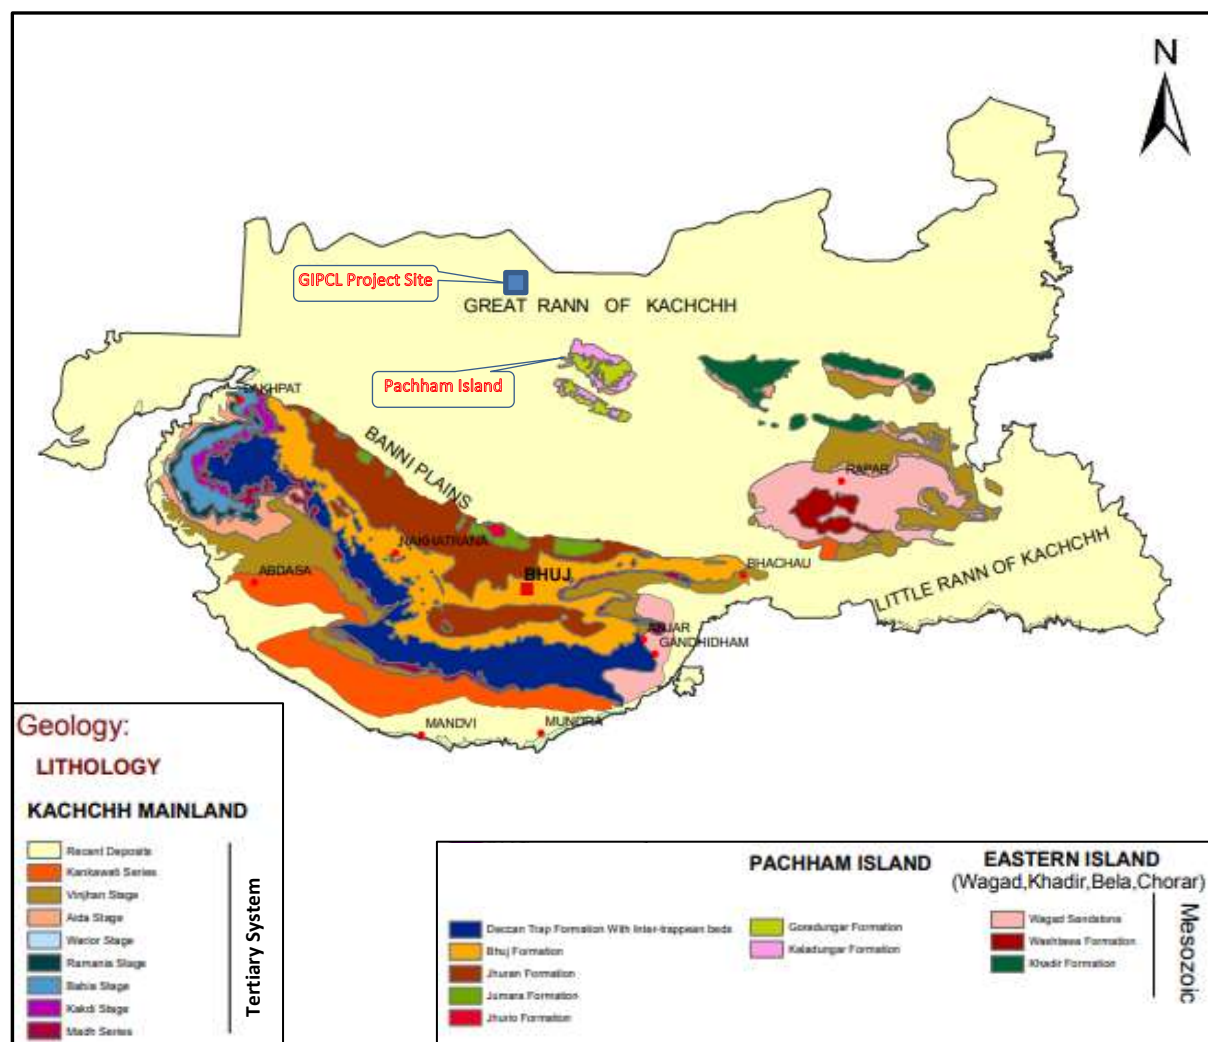 N
GIPCL Project Site
GREAT RANN OF KACHCHH
Pachham Island
LAKHPAT
BANNI PLAINS
RAPAR
NAKHATRANA
BHACHAU
ABDASA
BHUJ
LITTLE RANN OF KACHCHH
ANJAR
GANDHIDHAM
MANDVI
MUNDRA
Geology:
LITHOLOGY
KACHCHH MAINLAND
Recent Deposits
Kankawati Series
Vinjhan Stage
Aida Stage
Warior Stage
Ramania Stage
Babia Stage
Kakdi Stage
Madh Series
Tertiary System
Deccan Trap Formation With Inter-trappean beds
Bhuj Formation
Jhuran Formation
Jumara Formation
Jhurio Formation
PACHHAM ISLAND
Goradungar Formation
Kaladungar Formation
EASTERN ISLAND
(Wagad,Khadir,Bela,Chorar)
Wagad Sandstone
Washtawa Formation
Khadir Formation
Mesozoic